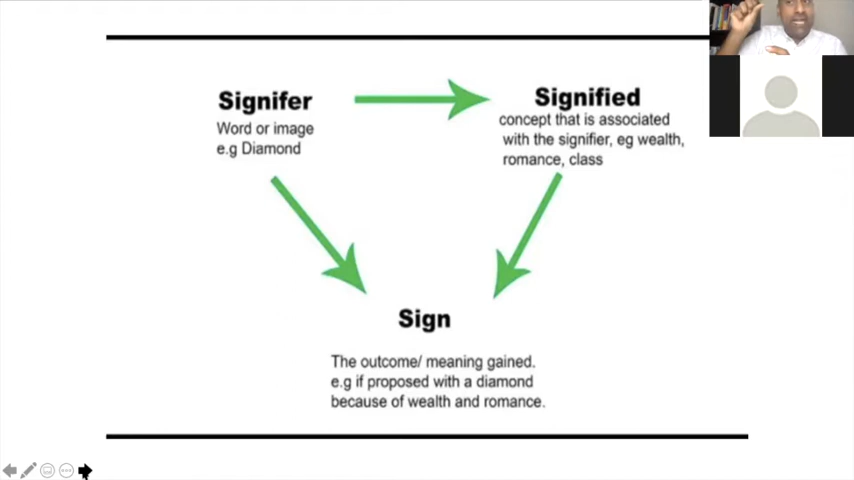 Signifer
Word or image
e.g Diamond
Signified
concept that is associated
with the signifier, eg wealth,
romance, class
Sign
The outcome/ meaning gained.
e.g if proposed with a diamond
because of wealth and romance.